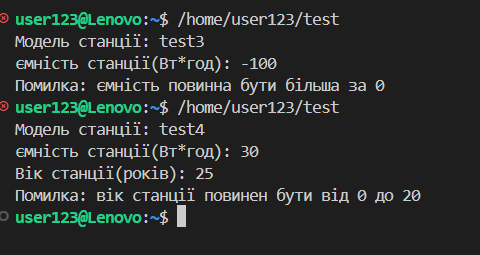 user123@Lenovo:~$ /home/user123/test
Модель станції: test3
ємність станції(Вт*год): -100
Помилка: ємність повинна бути більша за 0
user123@Lenovo:~$ /home/user123/test
Модель станції: test4
ємність станції(Вт*год): 30
Вік станції(років): 25
Помилка: вік станції повинен бути від 0 до 20
user123@Lenovo:~$